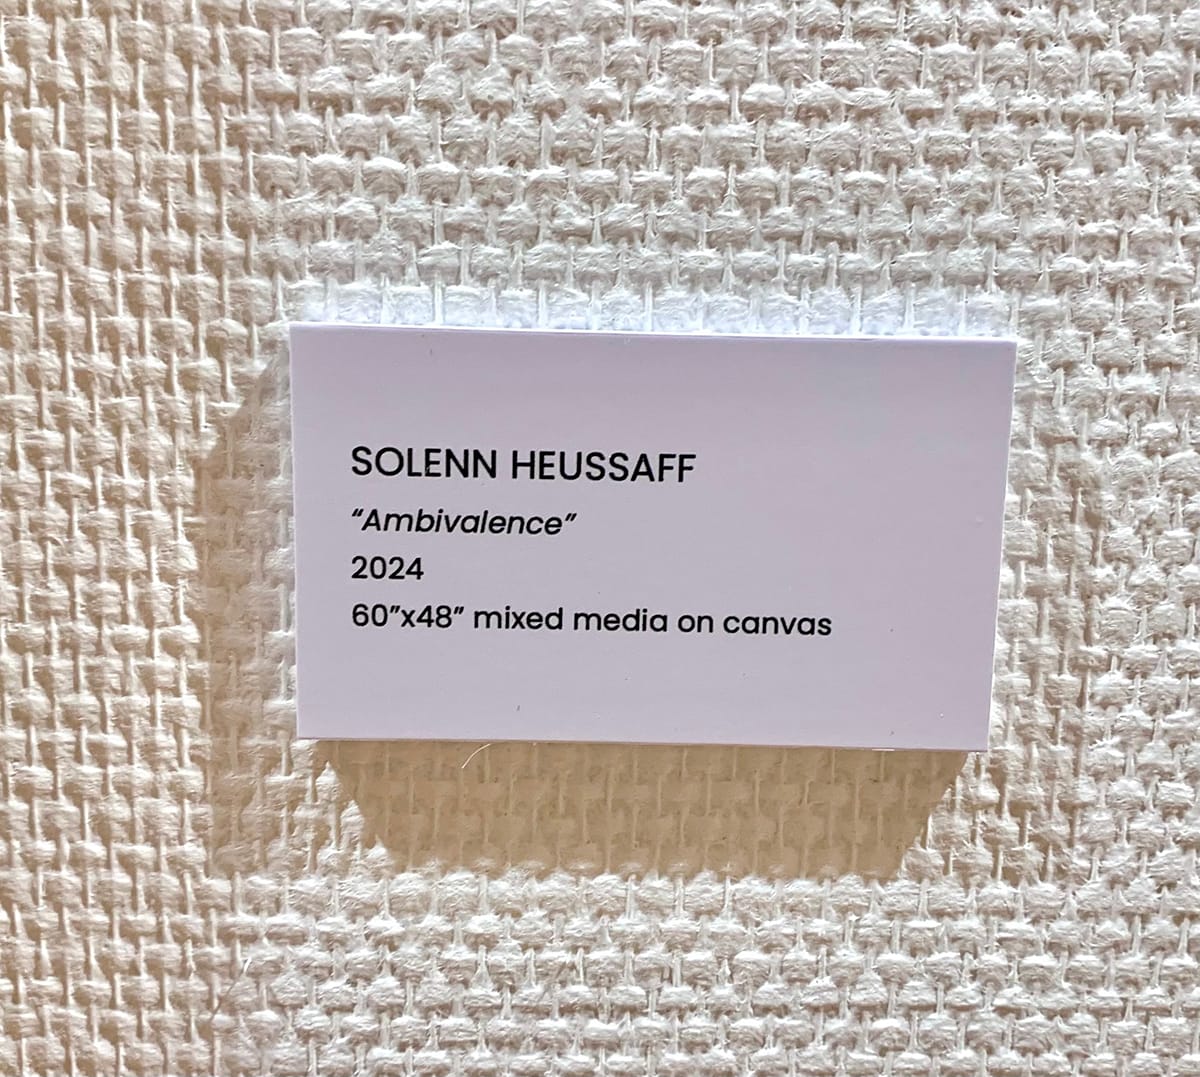 SOLENN HEUSSAFF
“Ambivalence”
2024
60”x48” mixed media on canvas